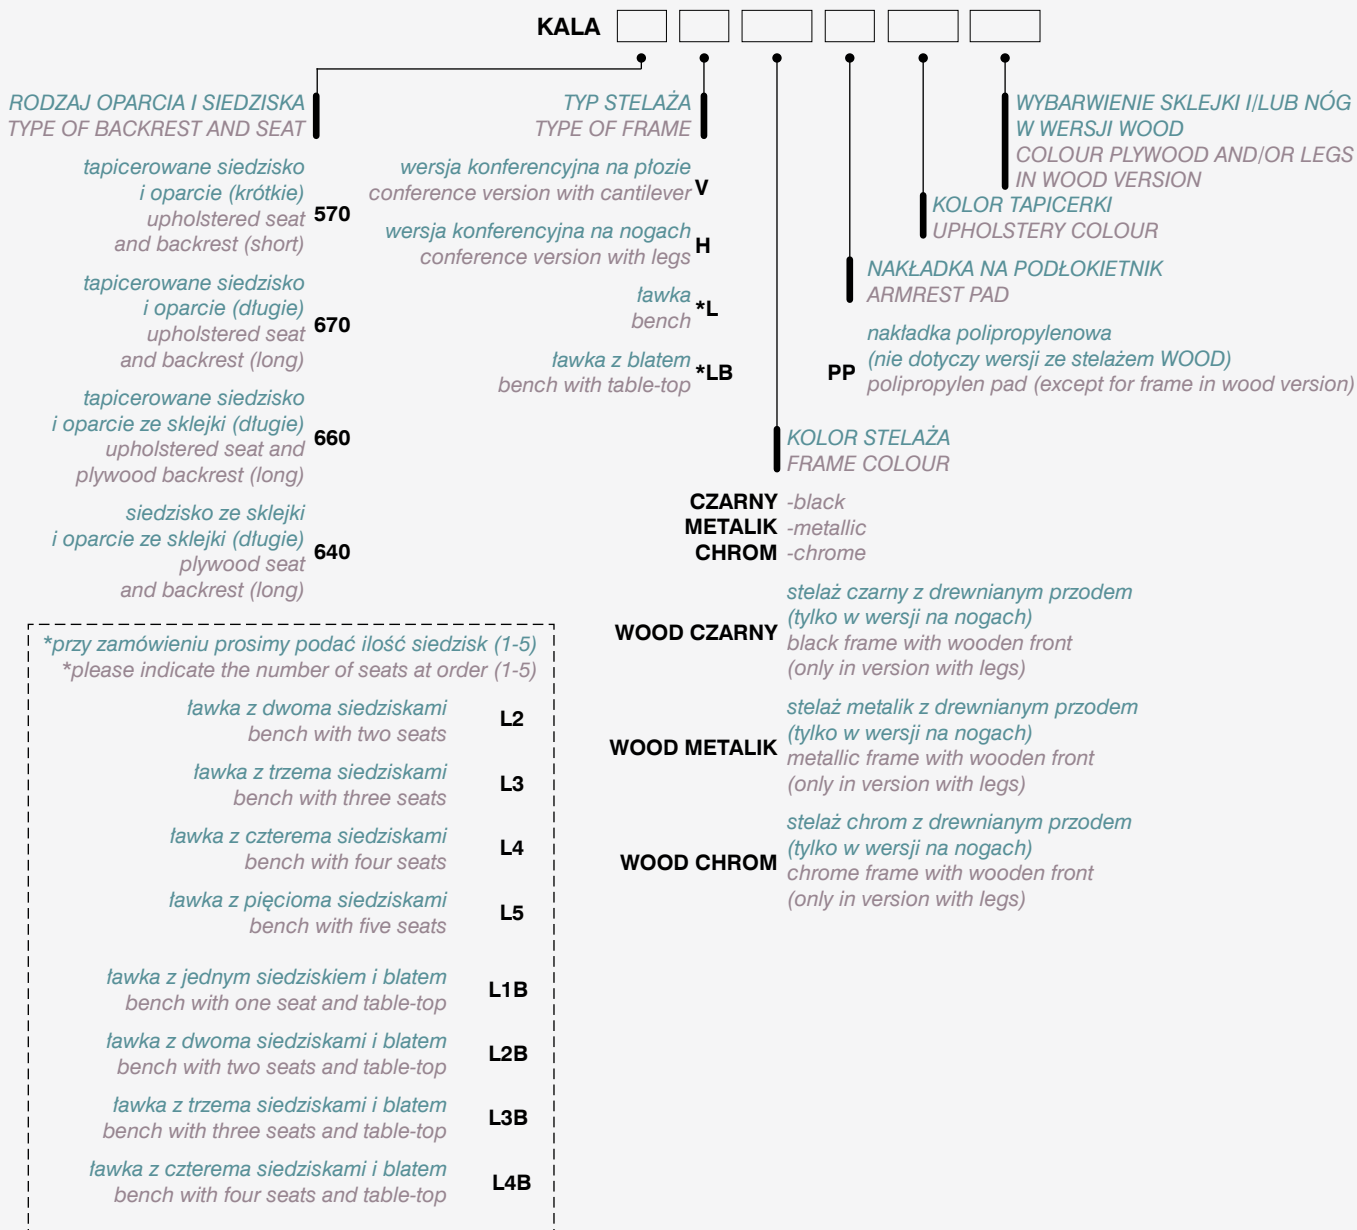 KALA
RODZAJ OPARCIA I SIEDZISKA
TYPE OF BACKREST AND SEAT
tapicerowane siedzisko
i oparcie (krótkie)
upholstered seat
and backrest (short)
570
tapicerowane siedzisko
i oparcie (długie)
upholstered seat
and backrest (long)
670
tapicerowane siedzisko
i oparcie ze sklejki (długie)
upholstered seat and
plywood backrest (long)
660
siedzisko ze sklejki
i oparcie ze sklejki (długie)
plywood seat
and backrest (long)
640
TYP STELAŻA
TYPE OF FRAME
wersja konferencyjna na płozie
conference version with cantilever
V
wersja konferencyjna na nogach
conference version with legs
H
ławka
bench
*L
ławka z blatem
bench with table-top
*LB
WYBARWIENIE SKLEJKI I/LUB NÓG
W WERSJI WOOD
COLOUR PLYWOOD AND/OR LEGS
IN WOOD VERSION
KOLOR TAPICERKI
UPHOLSTERY COLOUR
NAKŁADKA NA PODŁOKIETNIK
ARMREST PAD
PP
nakładka polipropylenowa
(nie dotyczy wersji ze stelażem WOOD)
polipropylen pad (except for frame in wood version)
KOLOR STELAŻA
FRAME COLOUR
CZARNY -black
METALIK -metallic
CHROM -chrome
WOOD CZARNY
stelaż czarny z drewnianym przodem
(tylko w wersji na nogach)
black frame with wooden front
(only in version with legs)
WOOD METALIK
stelaż metalik z drewnianym przodem
(tylko w wersji na nogach)
metallic frame with wooden front
(only in version with legs)
WOOD CHROM
stelaż chrom z drewnianym przodem
(tylko w wersji na nogach)
chrome frame with wooden front
(only in version with legs)
*przy zamówieniu prosimy podać ilość siedzisk (1-5)
*please indicate the number of seats at order (1-5)
ławka z dwoma siedziskami
bench with two seats
L2
ławka z trzema siedziskami
bench with three seats
L3
ławka z czterema siedziskami
bench with four seats
L4
ławka z pięcioma siedziskami
bench with five seats
L5
ławka z jednym siedziskiem i blatem
bench with one seat and table-top
L1B
ławka z dwoma siedziskami i blatem
bench with two seats and table-top
L2B
ławka z trzema siedziskami i blatem
bench with three seats and table-top
L3B
ławka z czterema siedziskami i blatem
bench with four seats and table-top
L4B